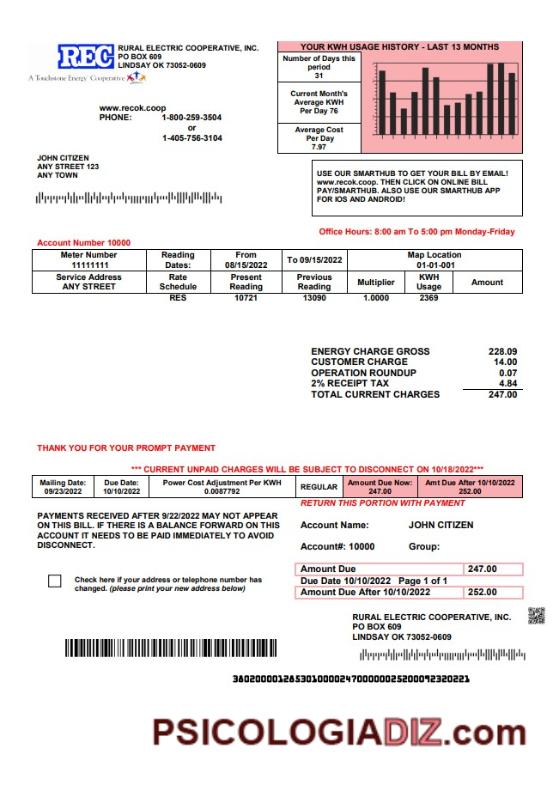 REC
RURAL ELECTRIC COOPERATIVE, INC.
PO BOX 609
LINDSAY OK 73052-0609
A Touchstone Energy Cooperative
www.recok.coop
PHONE: 1-800-259-3504
or
1-405-756-3104
YOUR KWH USAGE HISTORY - LAST 13 MONTHS
Number of Days this
period
31
Current Month's
Average KWH
Per Day 76
Average Cost
Per Day
7.97
JOHN CITIZEN
ANY STREET 123
ANY TOWN
USE OUR SMARTHUB TO GET YOUR BILL BY EMAIL!
www.recok.coop. THEN CLICK ON ONLINE BILL
PAY/SMARTHUB. ALSO USE OUR SMARTHUB APP
FOR IOS AND ANDROID!
Office Hours: 8:00 am To 5:00 pm Monday-Friday
Account Number 10000
Meter Number
11111111
Reading
Dates:
From
08/15/2022
To 09/15/2022
Map Location
01-01-001
Service Address
ANY STREET
Rate
Schedule
Present
Reading
Previous
Reading
Multiplier
KWH
Usage
Amount
RES 10721 13090 1.0000 2369
ENERGY CHARGE GROSS 228.09
CUSTOMER CHARGE 14.00
OPERATION ROUNDUP 0.07
2% RECEIPT TAX 4.84
TOTAL CURRENT CHARGES 247.00
THANK YOU FOR YOUR PROMPT PAYMENT
*** CURRENT UNPAID CHARGES WILL BE SUBJECT TO DISCONNECT ON 10/18/2022***
Mailing Date:
09/23/2022
Due Date:
10/10/2022
Power Cost Adjustment Per KWH
0.0087792
REGULAR
Amount Due Now:
247.00
Amt Due After 10/10/2022
252.00
RETURN THIS PORTION WITH PAYMENT
PAYMENTS RECEIVED AFTER 9/22/2022 MAY NOT APPEAR
ON THIS BILL. IF THERE IS A BALANCE FORWARD ON THIS
ACCOUNT IT NEEDS TO BE PAID IMMEDIATELY TO AVOID
DISCONNECT.
Account Name: JOHN CITIZEN
Account#: 10000 Group:
Amount Due 247.00
Due Date 10/10/2022 Page 1 of 1
Amount Due After 10/10/2022 252.00
Check here if your address or telephone number has
changed. (please print your new address below)
RURAL ELECTRIC COOPERATIVE, INC.
PO BOX 609
LINDSAY OK 73052-0609
PSICOLOGIADIZ.com